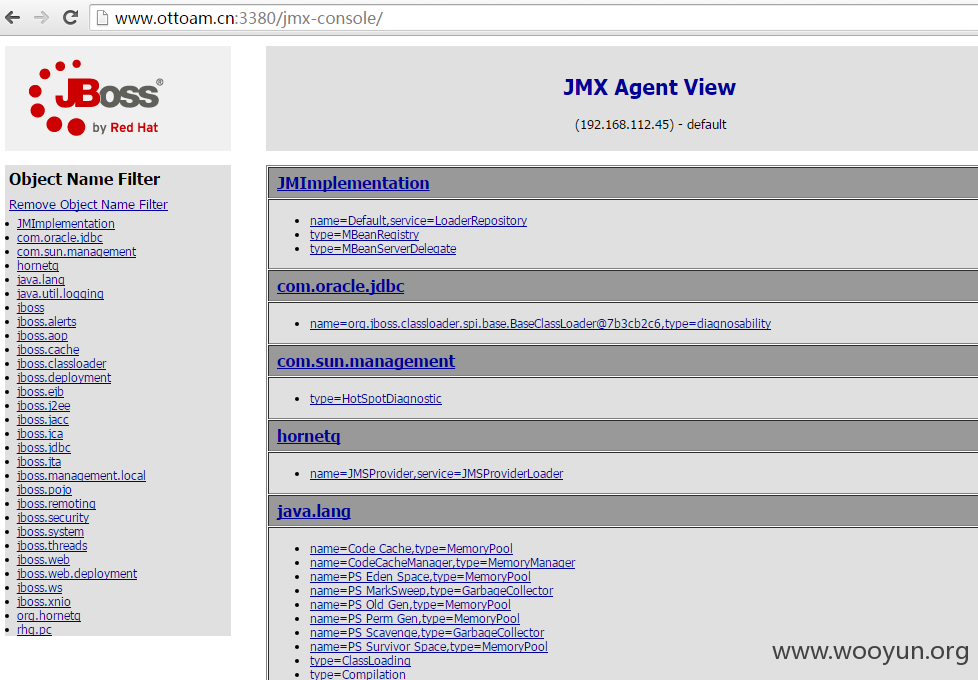 www.ottoam.cn:3380/jmx-console/
JBoss®
by Red Hat
JMX Agent View
(192.168.112.45) - default
Object Name Filter
Remove Object Name Filter
JMImplementation
com.oracle.jdbc
com.sun.management
hornetq
java.lang
java.util.logging
jboss
jboss.alerts
jboss.aop
jboss.cache
jboss.classloader
jboss.deployment
jboss.ejb
jboss.j2ee
jboss.jacc
jboss.jca
jboss.jdbc
jboss.jta
jboss.management.local
jboss.pojo
jboss.remoting
jboss.security
jboss.system
jboss.threads
jboss.web
jboss.web.deployment
jboss.ws
jboss.xnio
org.hornetq
rhq.pc
JMImplementation
name=Default,service=LoaderRepository
type=MBeanRegistry
type=MBeanServerDelegate
com.oracle.jdbc
name=org.jboss.classloader.spi.base.BaseClassLoader@7b3cb2c6,type=diagnosability
com.sun.management
type=HotSpotDiagnostic
hornetq
name=JMSProvider,service=JMSProviderLoader
java.lang
name=Code Cache,type=MemoryPool
name=CodeCacheManager,type=MemoryManager
name=PS Eden Space,type=MemoryPool
name=PS MarkSweep,type=GarbageCollector
name=PS Old Gen,type=MemoryPool
name=PS Perm Gen,type=MemoryPool
name=PS Scavenge,type=GarbageCollector
name=PS Survivor Space,type=MemoryPool
type=ClassLoading
type=Compilation
www.wooyun.org